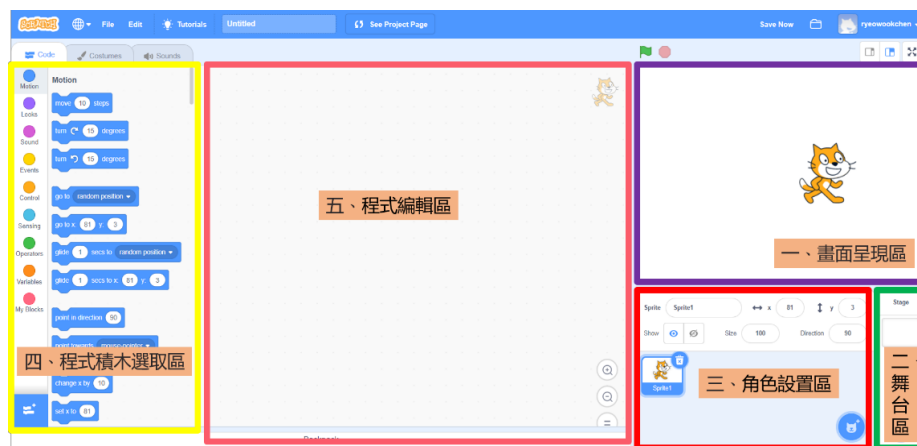 SCRATCH File Edit Tutorials Untitled See Project Page Save Now ryeowookchen
Code Costumes Sounds
Motion
Looks
Sound
Events
Control
Sensing
Operators
Variables
My Blocks
Motion
move 10 steps
turn 15 degrees
turn 15 degrees
go to random position
go to x: 81 y: 3
glide 1 secs to random position
glide 1 secs to x: 81 y: 3
point in direction 90
point towards mouse-pointer
四、程式積木選取區
change x by 10
set x to 81
五、程式編輯區
一、畫面呈現區
Sprite Sprite1 x 81 y 3
Show Size 100 Direction 90
Sprite1
三、角色設置區
Stage
二、舞台區